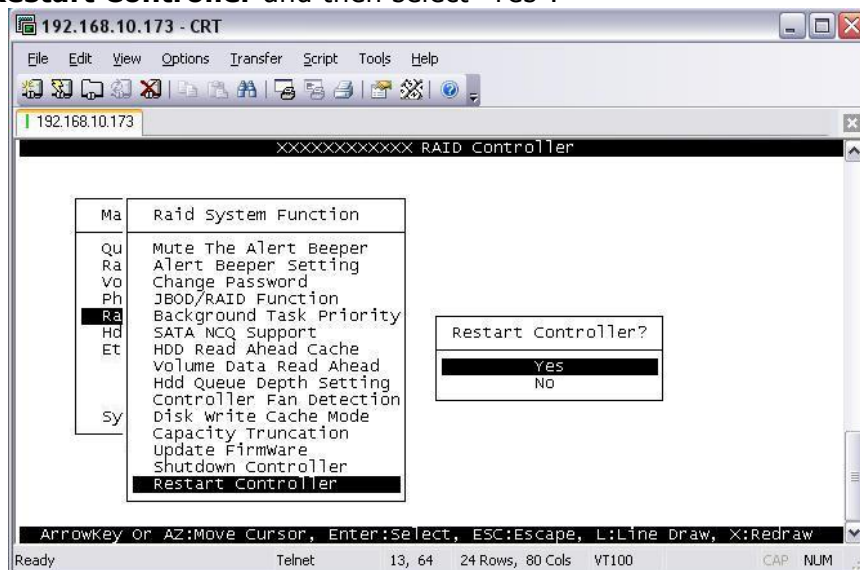 Restart Controller and then select "Yes".
192.168.10.173 - CRT
File Edit View Options Transfer Script Tools Help
192.168.10.173
XXXXXXXXXXXX RAID Controller
Ma
Qu
Ra
Vo
Ph
Ra
Hd
Et
Sy
Raid System Function
Mute The Alert Beeper
Alert Beeper Setting
Change Password
JBOD/RAID Function
Background Task Priority
SATA NCQ Support
HDD Read Ahead Cache
Volume Data Read Ahead
Hdd Queue Depth Setting
Controller Fan Detection
Disk Write Cache Mode
Capacity Truncation
Update FirmWare
Shutdown Controller
Restart Controller
Restart Controller?
Yes
No
ArrowKey Or AZ:Move Cursor, Enter:Select, ESC:Escape, L:Line Draw, X:Redraw
Ready Telnet 13, 64 24 Rows, 80 Cols VT100 CAP NUM